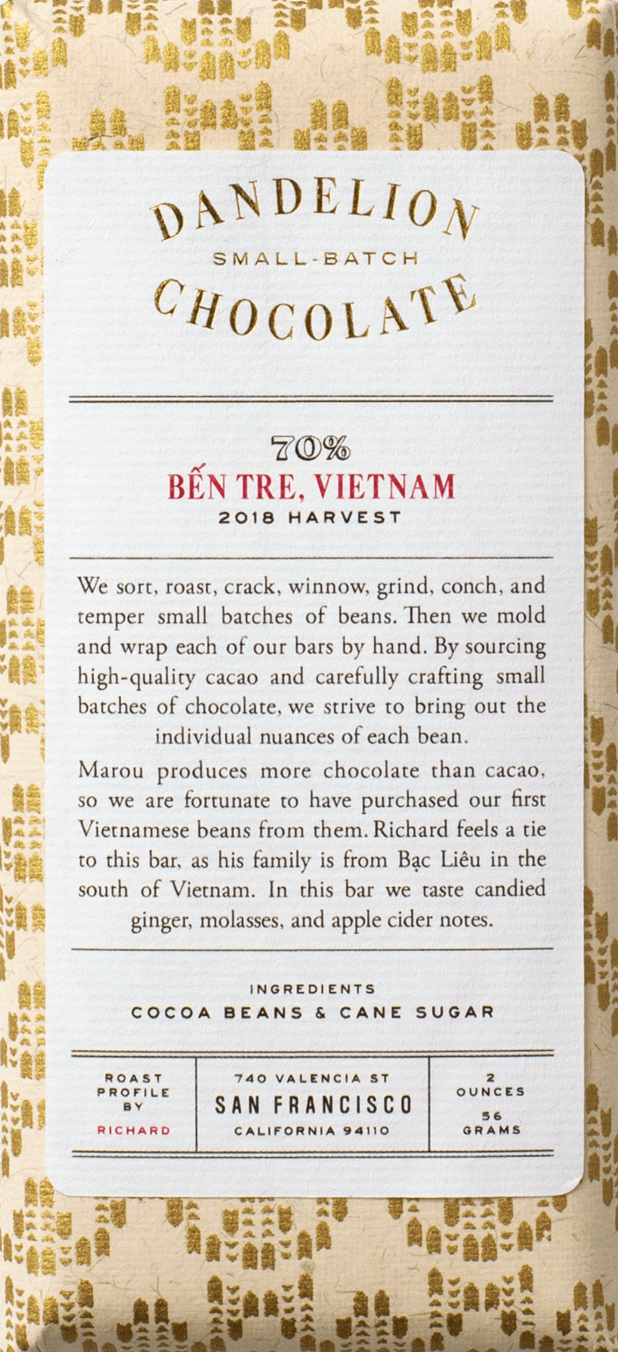 DANDELION
SMALL-BATCH
CHOCOLATE
70%
BẾN TRE, VIETNAM
2018 HARVEST
We sort, roast, crack, winnow, grind, conch, and
temper small batches of beans. Then we mold
and wrap each of our bars by hand. By sourcing
high-quality cacao and carefully crafting small
batches of chocolate, we strive to bring out the
individual nuances of each bean.
Marou produces more chocolate than cacao,
so we are fortunate to have purchased our first
Vietnamese beans from them. Richard feels a tie
to this bar, as his family is from Bạc Liêu in the
south of Vietnam. In this bar we taste candied
ginger, molasses, and apple cider notes.
INGREDIENTS
COCOA BEANS & CANE SUGAR
ROAST
PROFILE
BY
RICHARD
740 VALENCIA ST
SAN FRANCISCO
CALIFORNIA 94110
2
OUNCES
56
GRAMS